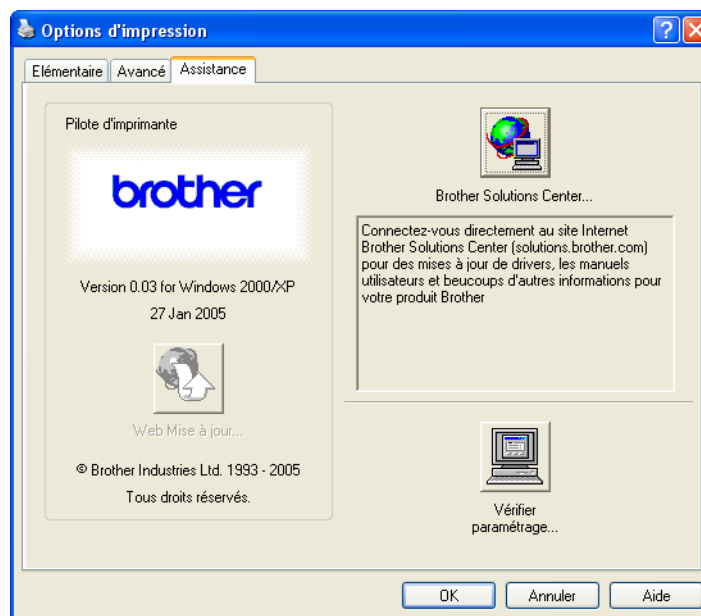 Options d'impression
Elémentaire Avancé Assistance
Pilote d'imprimante
brother
Version 0.03 for Windows 2000/XP
27 Jan 2005
Web Mise à jour...
© Brother Industries Ltd. 1993 - 2005
Tous droits réservés.
Brother Solutions Center...
Connectez-vous directement au site Internet
Brother Solutions Center (solutions.brother.com)
pour des mises à jour de drivers, les manuels
utilisateurs et beucoups d'autres informations pour
votre produit Brother
Vérifier
paramétrage...
OK Annuler Aide